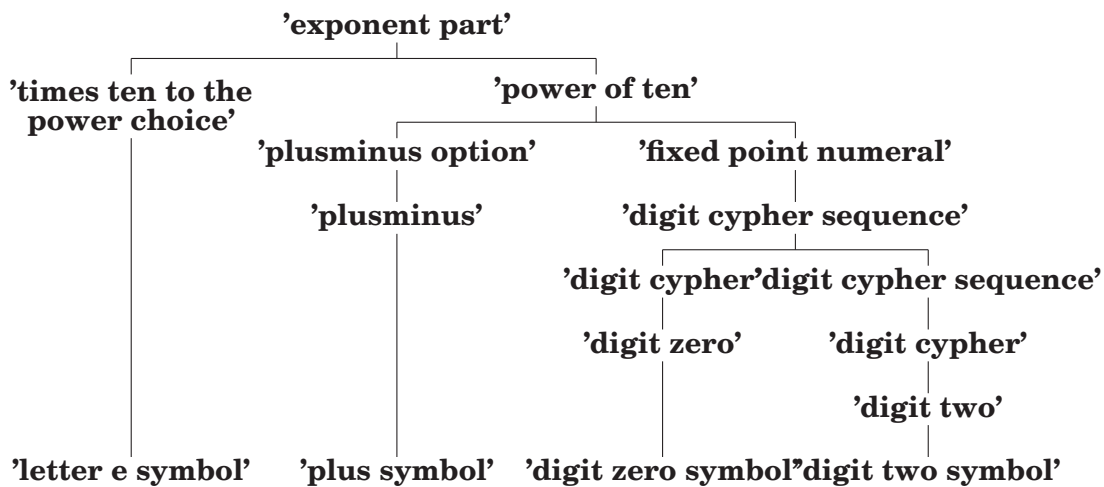 ’exponent part’
’times ten to the
power choice’
’power of ten’
’plusminus option’
’fixed point numeral’
’plusminus’
’digit cypher sequence’
’digit cypher’
’digit cypher sequence’
’digit zero’
’digit cypher’
’digit two’
’letter e symbol’
’plus symbol’
’digit zero symbol’
’digit two symbol’